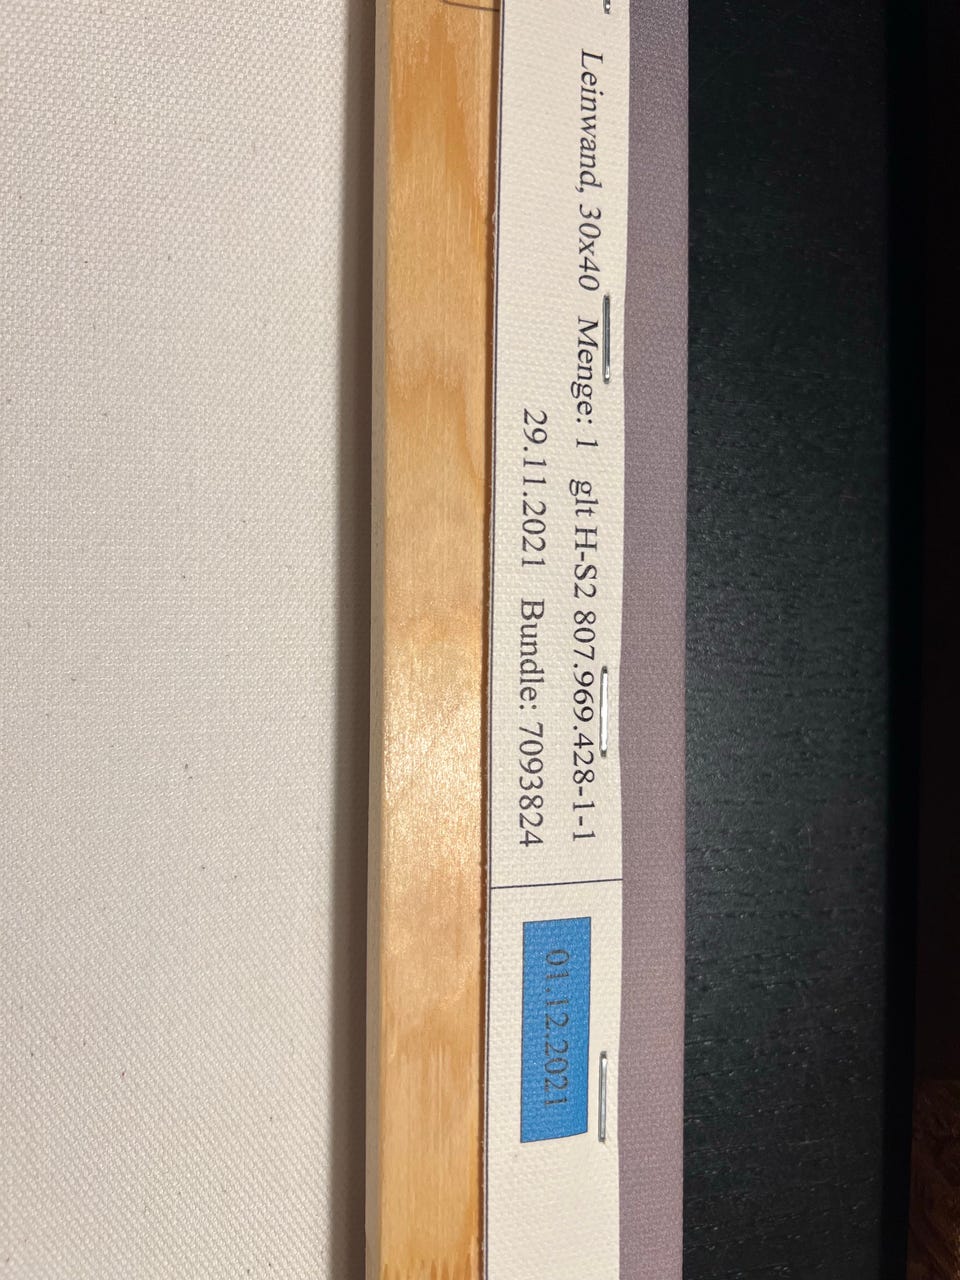 Leinwand, 30x40 Menge: 1 glt H-S2 807.969.428-1-1
29.11.2021 Bundle: 7093824
01.12.2021